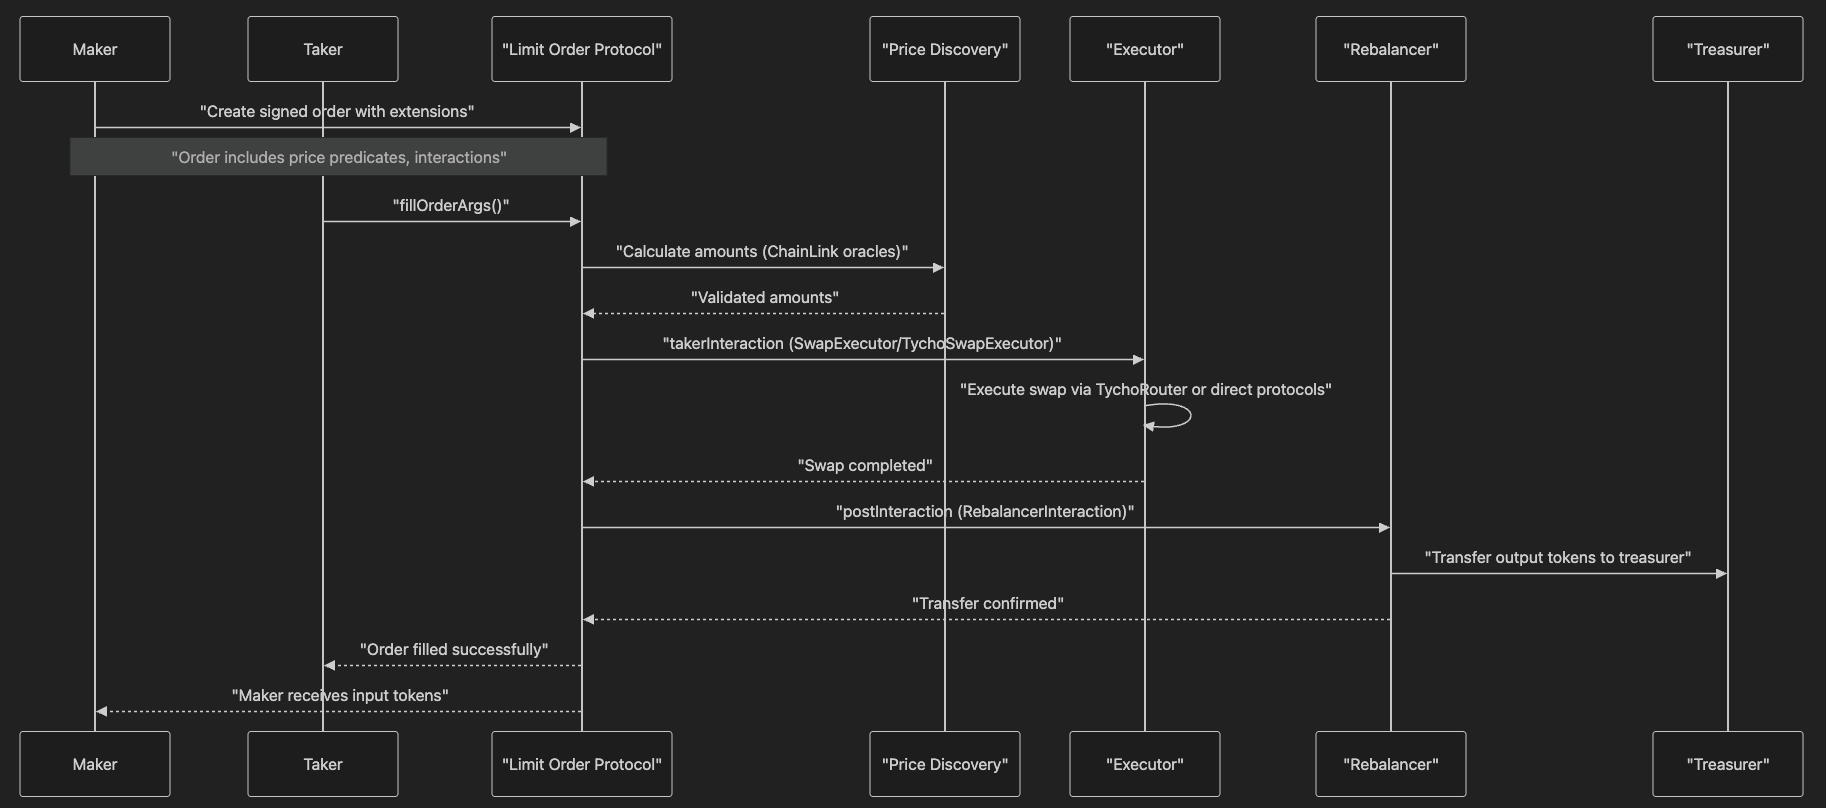 Maker
Taker
"Limit Order Protocol"
"Price Discovery"
"Executor"
"Rebalancer"
"Treasurer"
"Create signed order with extensions"
"Order includes price predicates, interactions"
"fillOrderArgs()"
"Calculate amounts (ChainLink oracles)"
"Validated amounts"
"takerInteraction (SwapExecutor/TychoSwapExecutor)"
"Execute swap via TychoRouter or direct protocols"
"Swap completed"
"postInteraction (RebalancerInteraction)"
"Transfer output tokens to treasurer"
"Transfer confirmed"
"Order filled successfully"
"Maker receives input tokens"
Maker
Taker
"Limit Order Protocol"
"Price Discovery"
"Executor"
"Rebalancer"
"Treasurer"